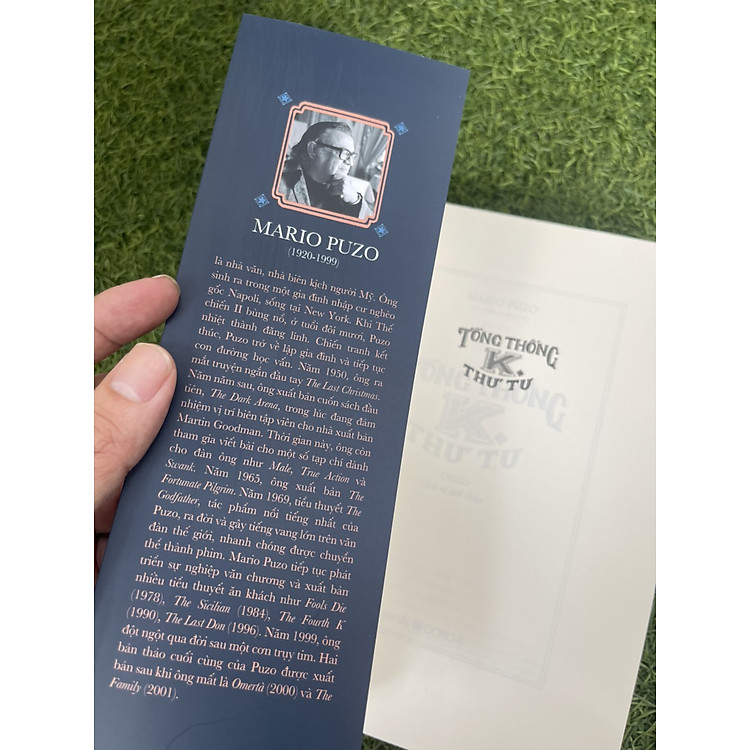 MARIO PUZO
(1920-1999)
là nhà văn, nhà biên kịch người Mỹ. Ông
sinh ra trong một gia đình nhập cư nghèo
gốc Napoli, sống tại New York. Khi Thế
chiến II bùng nổ, ở tuổi đôi mươi, Puzo
nhiệt thành đăng lính. Chiến tranh kết
thúc, Puzo trở về lập gia đình và tiếp tục
con đường học vấn. Năm 1950, ông ra
mắt truyện ngắn đầu tay The Last Christmas.
Năm năm sau, ông xuất bản cuốn sách đầu
tiên, The Dark Arena, trong lúc đang đảm
nhiệm vị trí biên tập viên cho nhà xuất bản
Martin Goodman. Thời gian này, ông còn
tham gia viết bài cho một số tạp chí dành
cho đàn ông như Male, True Action và
Swank. Năm 1965, ông xuất bản The
Fortunate Pilgrim. Năm 1969, tiểu thuyết The
Godfather, tác phẩm nổi tiếng nhất của
Puzo, ra đời và gây tiếng vang lớn trên văn
đàn thế giới, nhanh chóng được chuyển
thể thành phim. Mario Puzo tiếp tục phát
triển sự nghiệp văn chương và xuất bản
nhiều tiểu thuyết ăn khách như Fools Die
(1978), The Sicilian (1984), The Fourth K
(1990), The Last Don (1996). Năm 1999, ông
đột ngột qua đời sau một cơn trụy tim. Hai
bản thảo cuối cùng của Puzo được xuất
bản sau khi ông mất là Omertà (2000) và The
Family (2001).
TỔNG THỐNG
K.
THỨ TƯ
TỔNG THỐNG
K.
THỨ TƯ